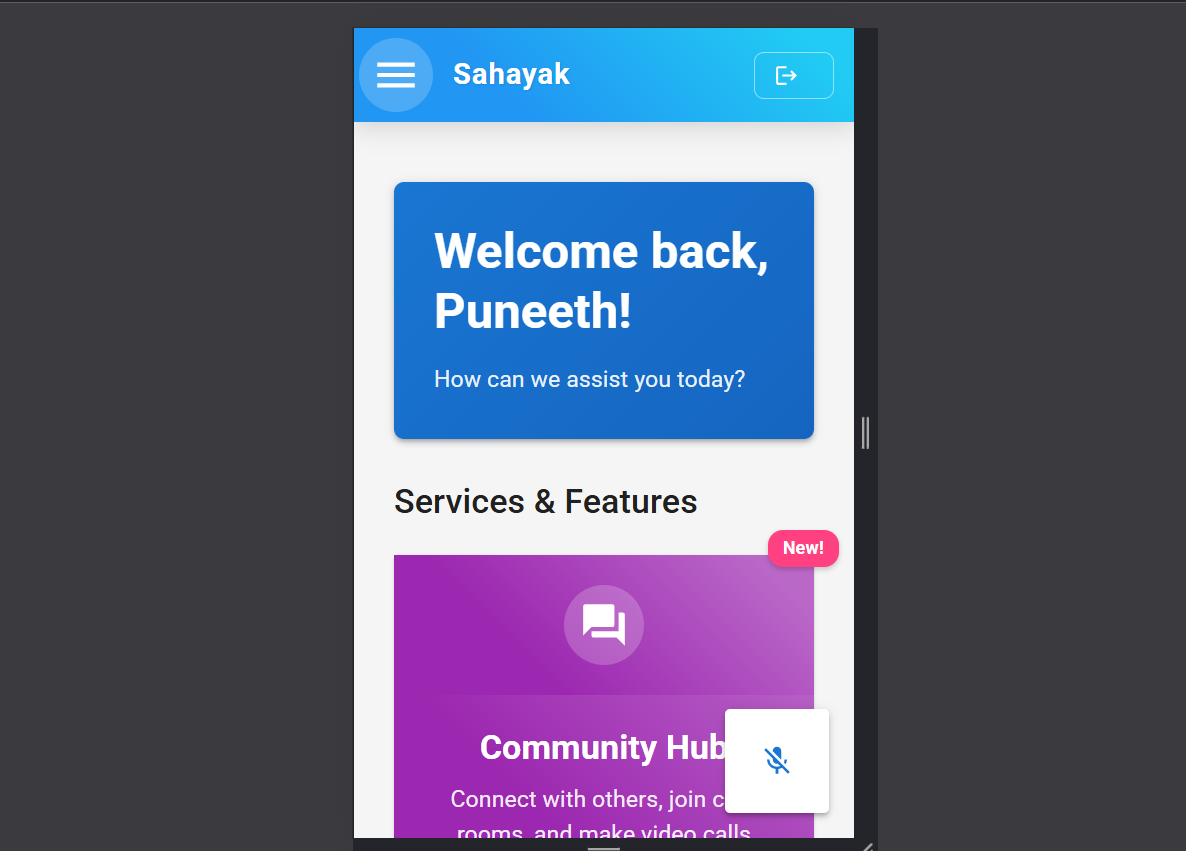 Sahayak
Welcome back,
Puneeth!
How can we assist you today?
Services & Features
New!
Community Hub
Connect with others, join
rooms, and make video calls